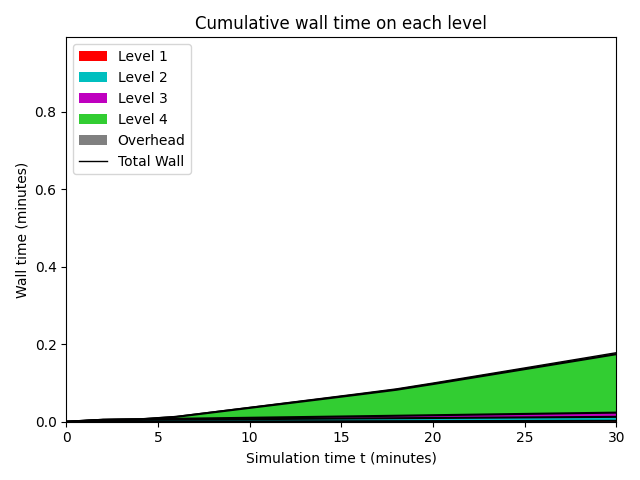 Cumulative wall time on each level
Level 1
Level 2
Level 3
Level 4
Overhead
Total Wall
0.8
0.6
0.4
0.2
0.0
Wall time (minutes)
0 5 10 15 20 25 30
Simulation time t (minutes)